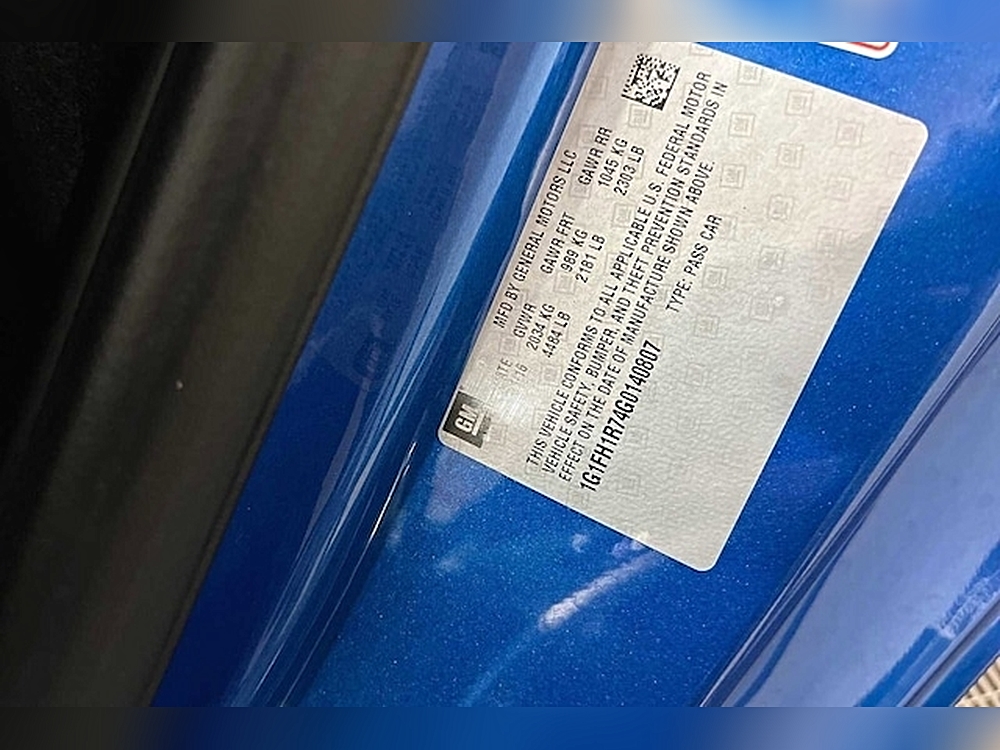 GM
MFD BY GENERAL MOTORS LLC
GVWR GAWR FRT GAWR RR
2034 KG 989 KG 1045 KG
4484 LB 2181 LB 2303 LB
THIS VEHICLE CONFORMS TO ALL APPLICABLE U.S. FEDERAL MOTOR
VEHICLE SAFETY, BUMPER, AND THEFT PREVENTION STANDARDS IN
EFFECT ON THE DATE OF MANUFACTURE SHOWN ABOVE.
1G1FH1R74G0140807 TYPE: PASS CAR